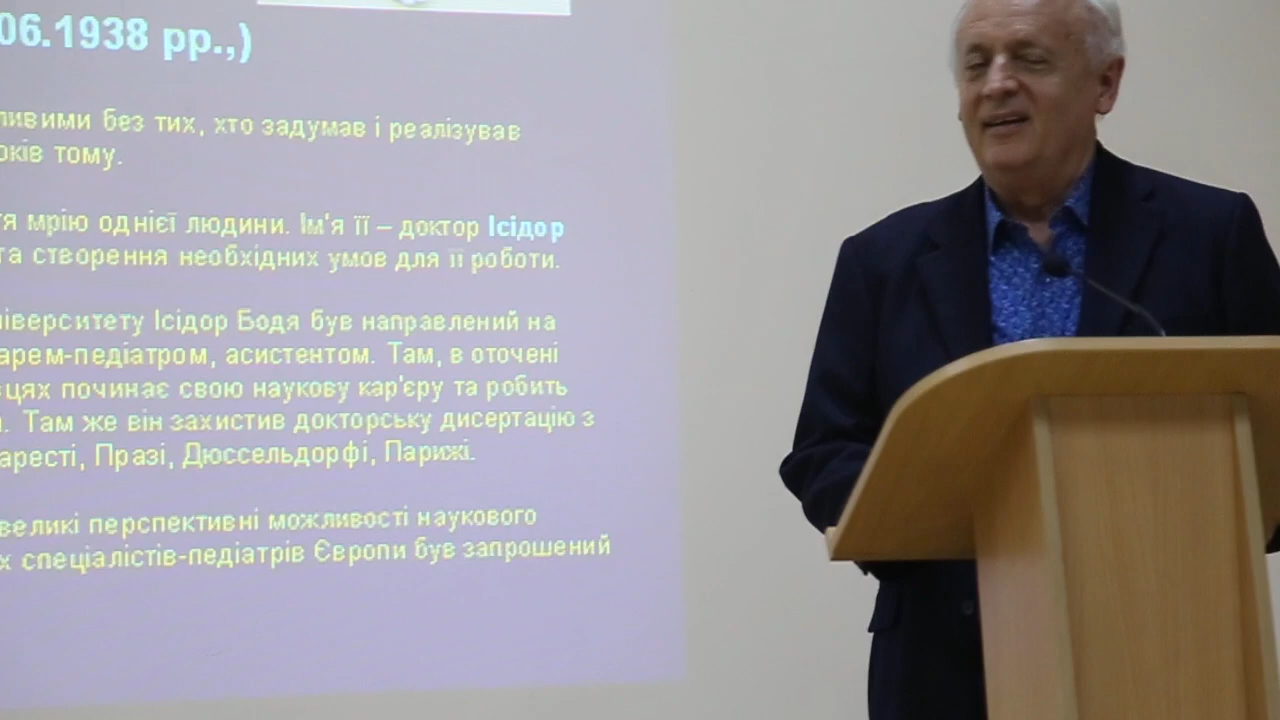 06.1938 рр.,)
ливими без тих, хто задумав і реалізував
оків тому.
тя мрію однієї людини. Ім'я її – доктор Ісідор
та створення необхідних умов для її роботи.
ніверситету Ісідор Бодя був направлений на
арем-педіатром, асистентом. Там, в оточені
цях починає свою наукову кар'єру та робить
. Там же він захистив докторську дисертацію з
аресті, Празі, Дюссельдорфі, Парижі.
великі перспективні можливості наукового
х спеціалістів-педіатрів Європи був запрошений